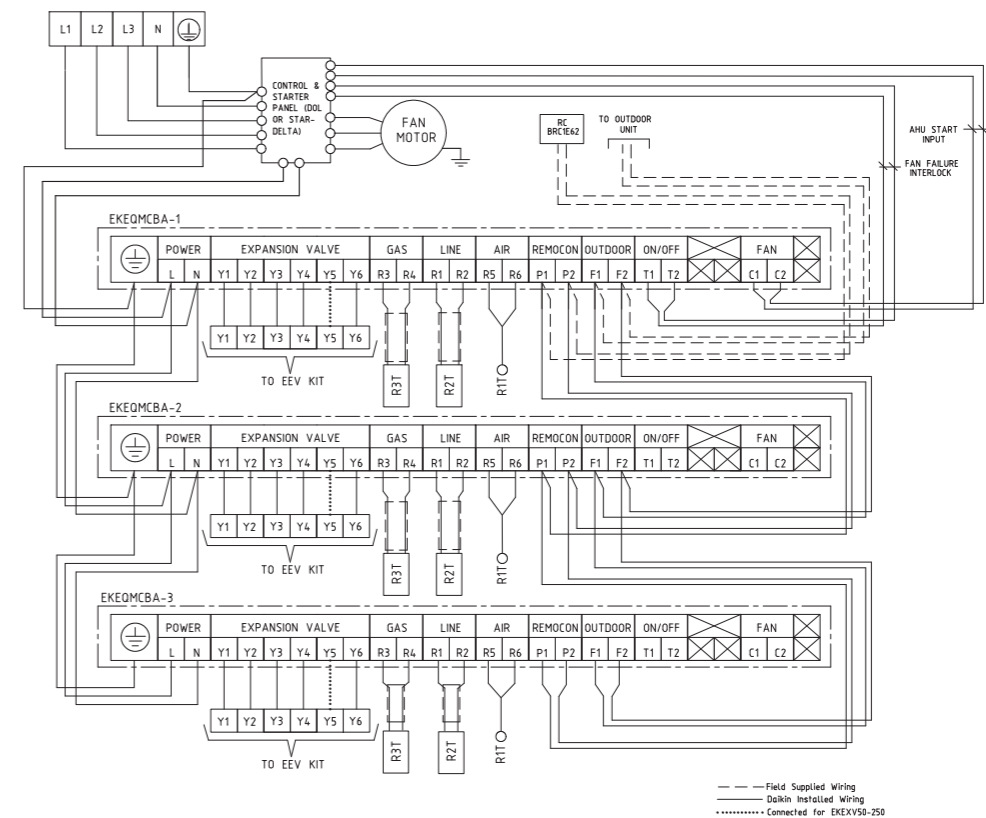 L1 L2 L3 N
CONTROL &
STARTER
PANEL (DOL
OR STAR-
DELTA)
FAN
MOTOR
RC
BRC1E62
TO OUTDOOR
UNIT
AHU START
INPUT
FAN FAILURE
INTERLOCK
EKEQMCBA-1
POWER EXPANSION VALVE GAS LINE AIR REMOCON OUTDOOR ON/OFF FAN
L N Y1 Y2 Y3 Y4 Y5 Y6 R3 R4 R1 R2 R5 R6 P1 P2 F1 F2 T1 T2 C1 C2
Y1 Y2 Y3 Y4 Y5 Y6
TO EEV KIT
R3T
R2T
R1T
EKEQMCBA-2
POWER EXPANSION VALVE GAS LINE AIR REMOCON OUTDOOR ON/OFF FAN
L N Y1 Y2 Y3 Y4 Y5 Y6 R3 R4 R1 R2 R5 R6 P1 P2 F1 F2 T1 T2 C1 C2
Y1 Y2 Y3 Y4 Y5 Y6
TO EEV KIT
R3T
R2T
R1T
EKEQMCBA-3
POWER EXPANSION VALVE GAS LINE AIR REMOCON OUTDOOR ON/OFF FAN
L N Y1 Y2 Y3 Y4 Y5 Y6 R3 R4 R1 R2 R5 R6 P1 P2 F1 F2 T1 T2 C1 C2
Y1 Y2 Y3 Y4 Y5 Y6
TO EEV KIT
R3T
R2T
R1T
Field Supplied Wiring
Daikin Installed Wiring
Connected for EKEXV50-250